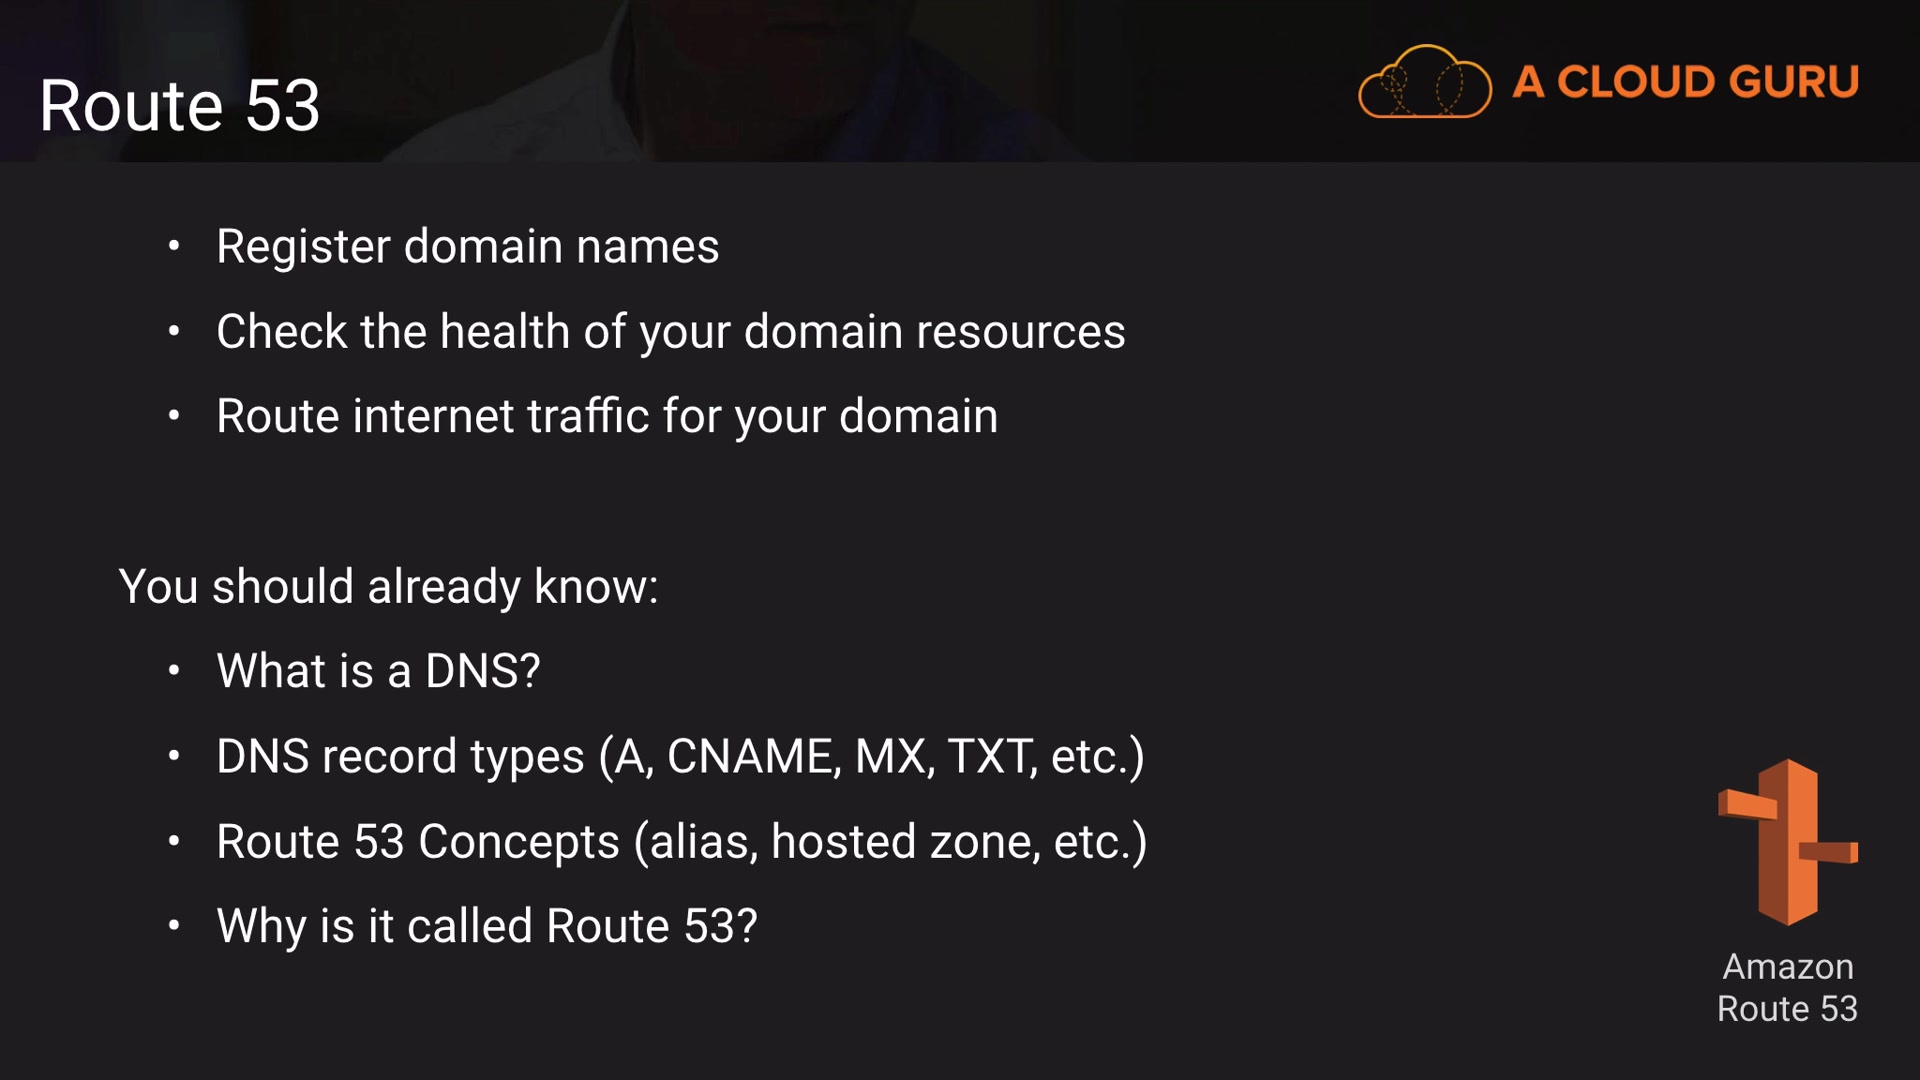 Route 53
A CLOUD GURU
• Register domain names
• Check the health of your domain resources
• Route internet traffic for your domain
You should already know:
• What is a DNS?
• DNS record types (A, CNAME, MX, TXT, etc.)
• Route 53 Concepts (alias, hosted zone, etc.)
• Why is it called Route 53?
Amazon
Route 53